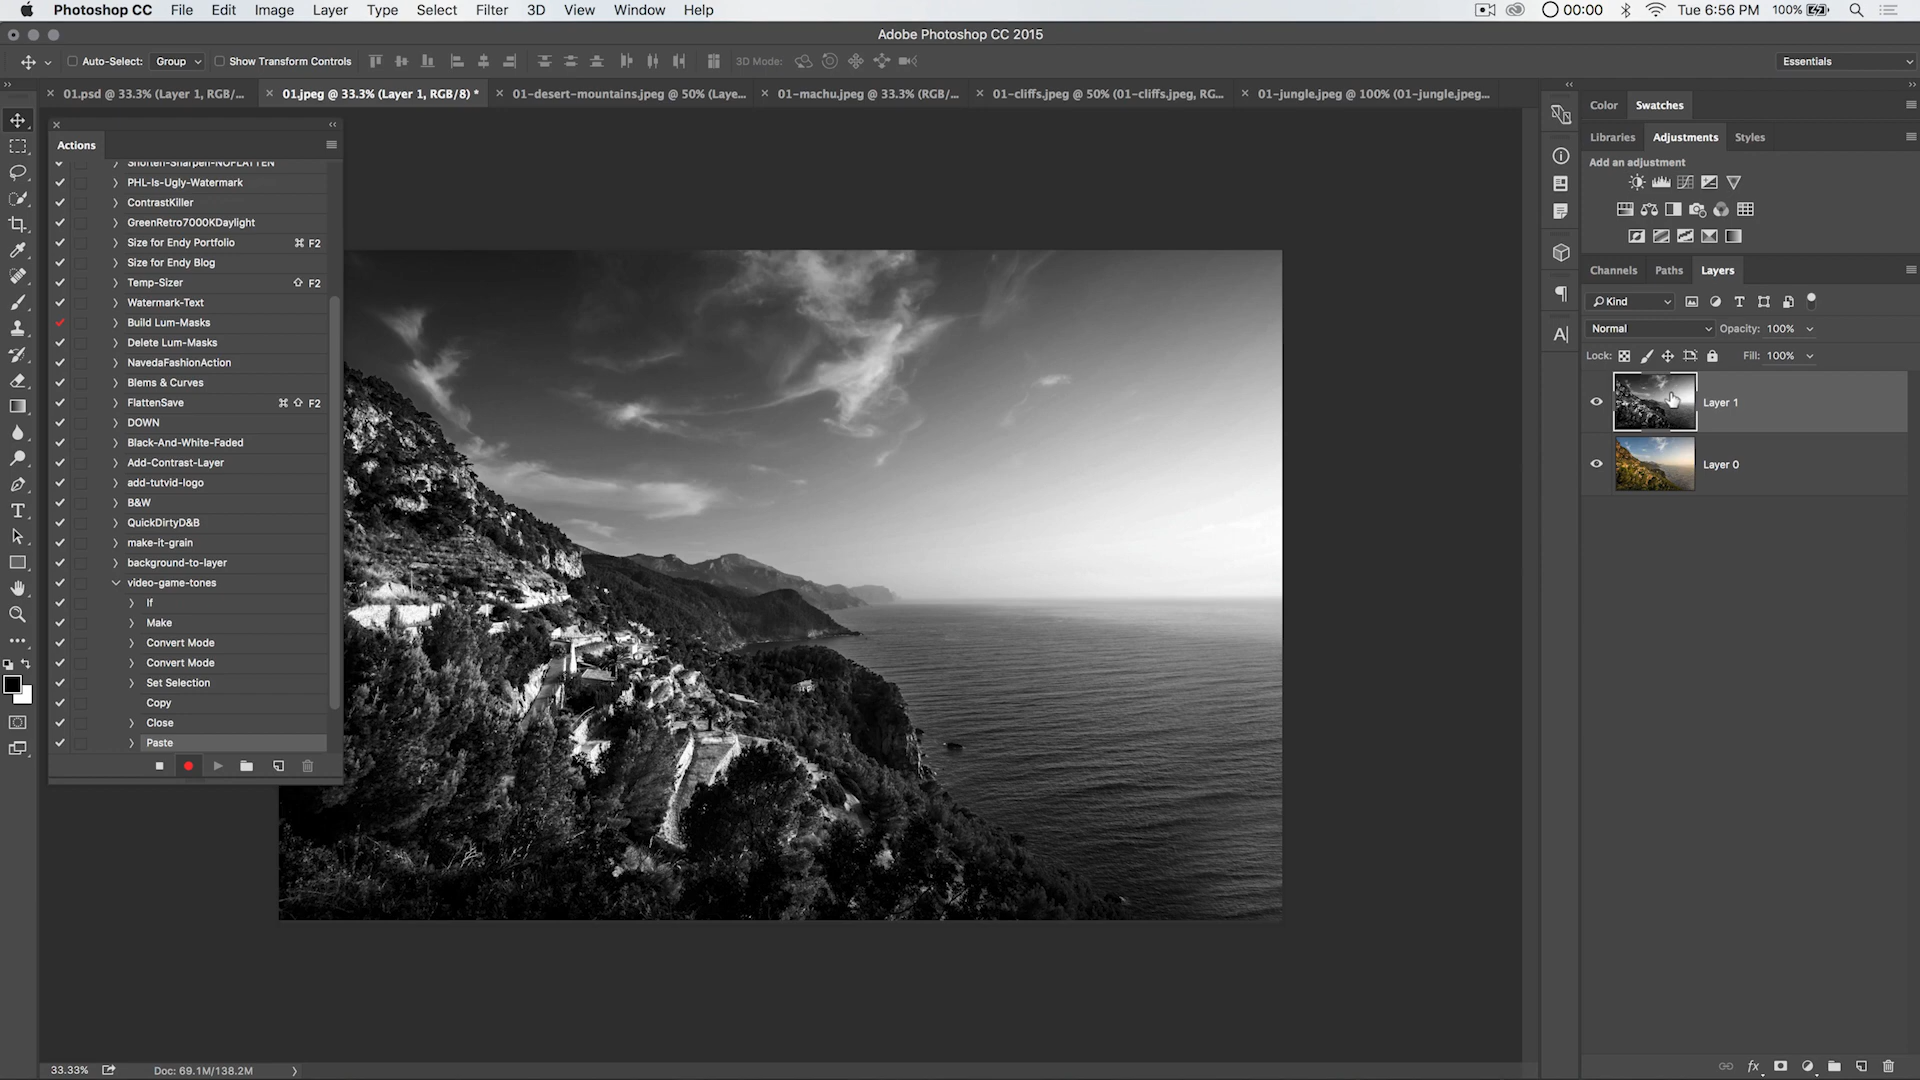 Photoshop CC File Edit Image Layer Type Select Filter 3D View Window Help 00:00 Tue 6:56 PM 100%
Adobe Photoshop CC 2015
Auto-Select: Group Show Transform Controls 3D Mode: Essentials
01.psd @ 33.3% (Layer 1, RGB/... 01.jpeg @ 33.3% (Layer 1, RGB/8) * 01-desert-mountains.jpeg @ 50% (Laye... 01-machu.jpeg @ 33.3% (RGB/... 01-cliffs.jpeg @ 50% (01-cliffs.jpeg, RG... 01-jungle.jpeg @ 100% (01-jungle.jpeg...
Actions
Shorten-Sharpen-NOFLATTEN
PHL-Is-Ugly-Watermark
ContrastKiller
GreenRetro7000KDaylight
Size for Endy Portfolio ⌘ F2
Size for Endy Blog
Temp-Sizer ⇧ F2
Watermark-Text
Build Lum-Masks
Delete Lum-Masks
NavedaFashionAction
Blems & Curves
FlattenSave ⌘ ⇧ F2
DOWN
Black-And-White-Faded
Add-Contrast-Layer
add-tutvid-logo
B&W
QuickDirtyD&B
make-it-grain
background-to-layer
video-game-tones
If
Make
Convert Mode
Convert Mode
Set Selection
Copy
Close
Paste
Color Swatches
Libraries Adjustments Styles
Add an adjustment
Channels Paths Layers
Kind
Normal Opacity: 100%
Lock: Fill: 100%
Layer 1
Layer 0
33.33% Doc: 69.1M/138.2M